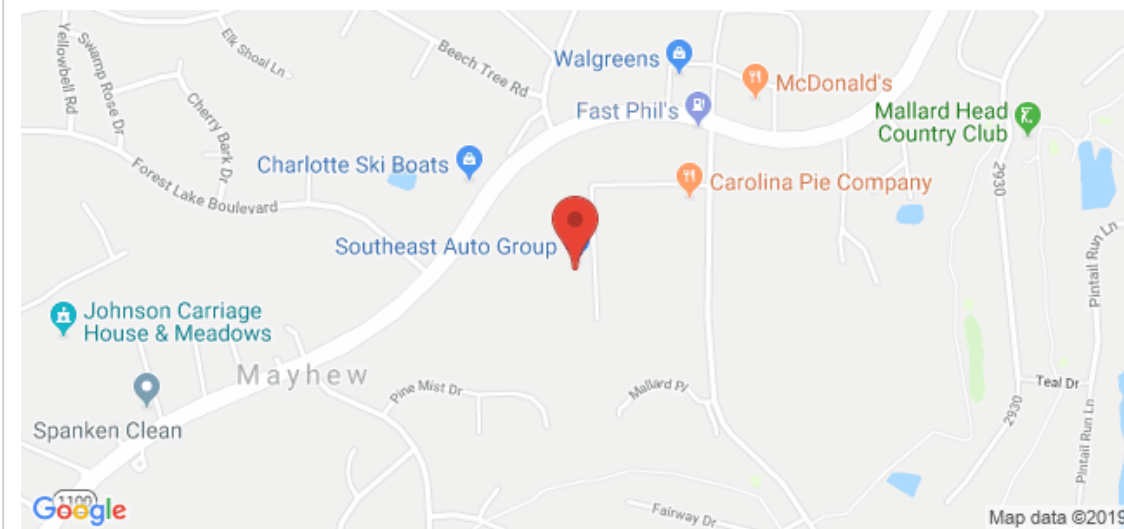 Yellowbell Rd
Swamp Rose Dr
Elk Shoal Ln
Beech Tree Rd
Walgreens
McDonald's
Fast Phil's
Mallard Head
Country Club
Cherry Bark Dr
Charlotte Ski Boats
Forest Lake Boulevard
Carolina Pie Company
2930
Southeast Auto Group
Pintail Run Ln
Johnson Carriage
House & Meadows
Mayhew
Pine Mist Dr
Mallard Pl
Teal Dr
2930
Pintail Run Ln
Spanken Clean
1100
Google
Fairway Dr
Map data ©2019